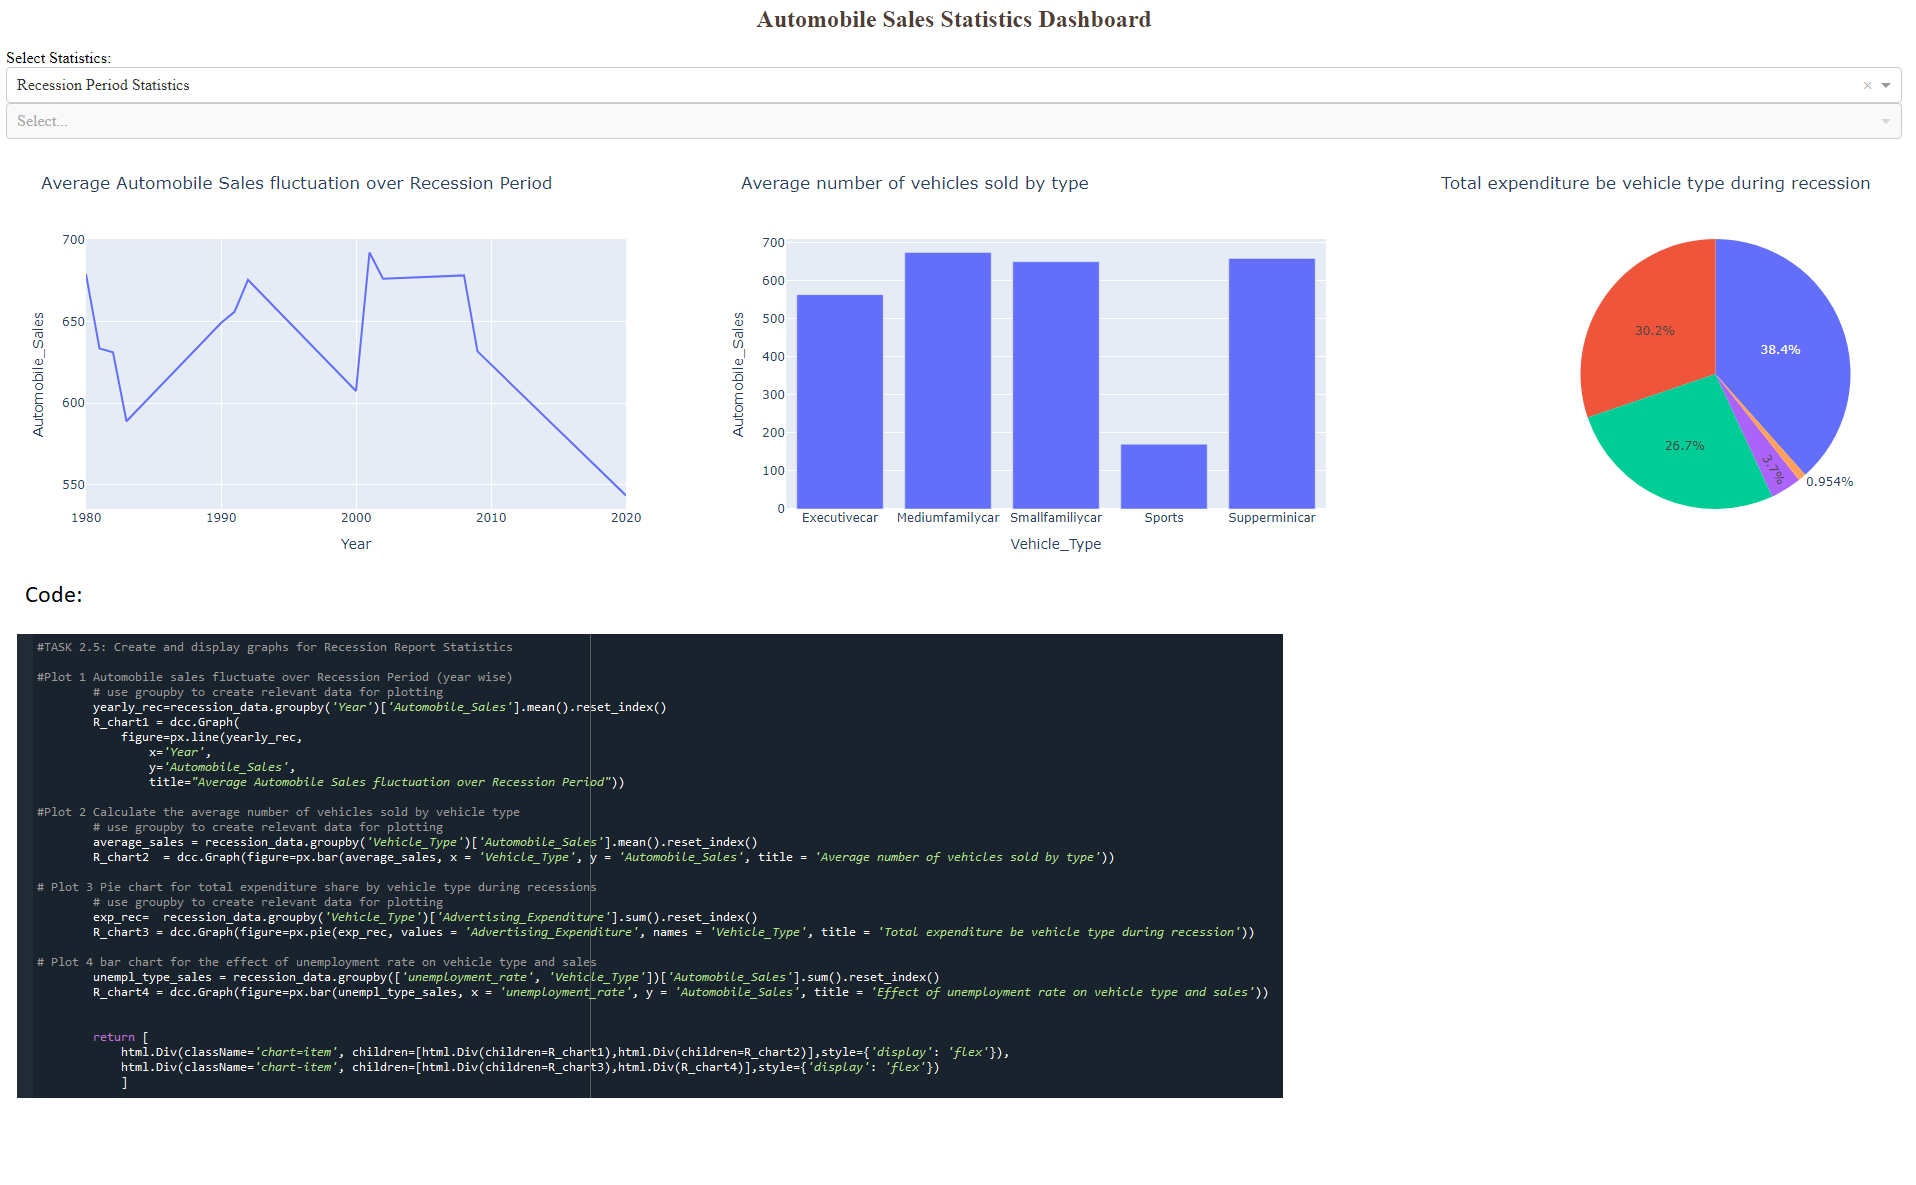 Automobile Sales Statistics Dashboard
Select Statistics:
Recession Period Statistics
×
Select...
Average Automobile Sales fluctuation over Recession Period
700
650
600
550
Automobile_Sales
1980 1990 2000 2010 2020
Year
Average number of vehicles sold by type
700
600
500
400
300
200
100
0
Automobile_Sales
Executivecar Mediumfamilycar Smallfamiliycar Sports Supperminicar
Vehicle_Type
Total expenditure be vehicle type during recession
30.2%
38.4%
26.7%
3.7%
0.954%
Code:
#TASK 2.5: Create and display graphs for Recession Report Statistics
#Plot 1 Automobile sales fluctuate over Recession Period (year wise)
# use groupby to create relevant data for plotting
yearly_rec=recession_data.groupby('Year')['Automobile_Sales'].mean().reset_index()
R_chart1 = dcc.Graph(
figure=px.line(yearly_rec,
x='Year',
y='Automobile_Sales',
title="Average Automobile Sales fluctuation over Recession Period"))
#Plot 2 Calculate the average number of vehicles sold by vehicle type
# use groupby to create relevant data for plotting
average_sales = recession_data.groupby('Vehicle_Type')['Automobile_Sales'].mean().reset_index()
R_chart2  = dcc.Graph(figure=px.bar(average_sales, x = 'Vehicle_Type', y = 'Automobile_Sales', title = 'Average number of vehicles sold by type'))
# Plot 3 Pie chart for total expenditure share by vehicle type during recessions
# use groupby to create relevant data for plotting
exp_rec=  recession_data.groupby('Vehicle_Type')['Advertising_Expenditure'].sum().reset_index()
R_chart3 = dcc.Graph(figure=px.pie(exp_rec, values = 'Advertising_Expenditure', names = 'Vehicle_Type', title = 'Total expenditure be vehicle type during recession'))
# Plot 4 bar chart for the effect of unemployment rate on vehicle type and sales
unempl_type_sales = recession_data.groupby(['unemployment_rate', 'Vehicle_Type'])['Automobile_Sales'].sum().reset_index()
R_chart4 = dcc.Graph(figure=px.bar(unempl_type_sales, x = 'unemployment_rate', y = 'Automobile_Sales', title = 'Effect of unemployment rate on vehicle type and sales'))
return [
html.Div(className='chart=item', children=[html.Div(children=R_chart1),html.Div(children=R_chart2)],style={'display': 'flex'}),
html.Div(className='chart-item', children=[html.Div(children=R_chart3),html.Div(R_chart4)],style={'display': 'flex'})
]